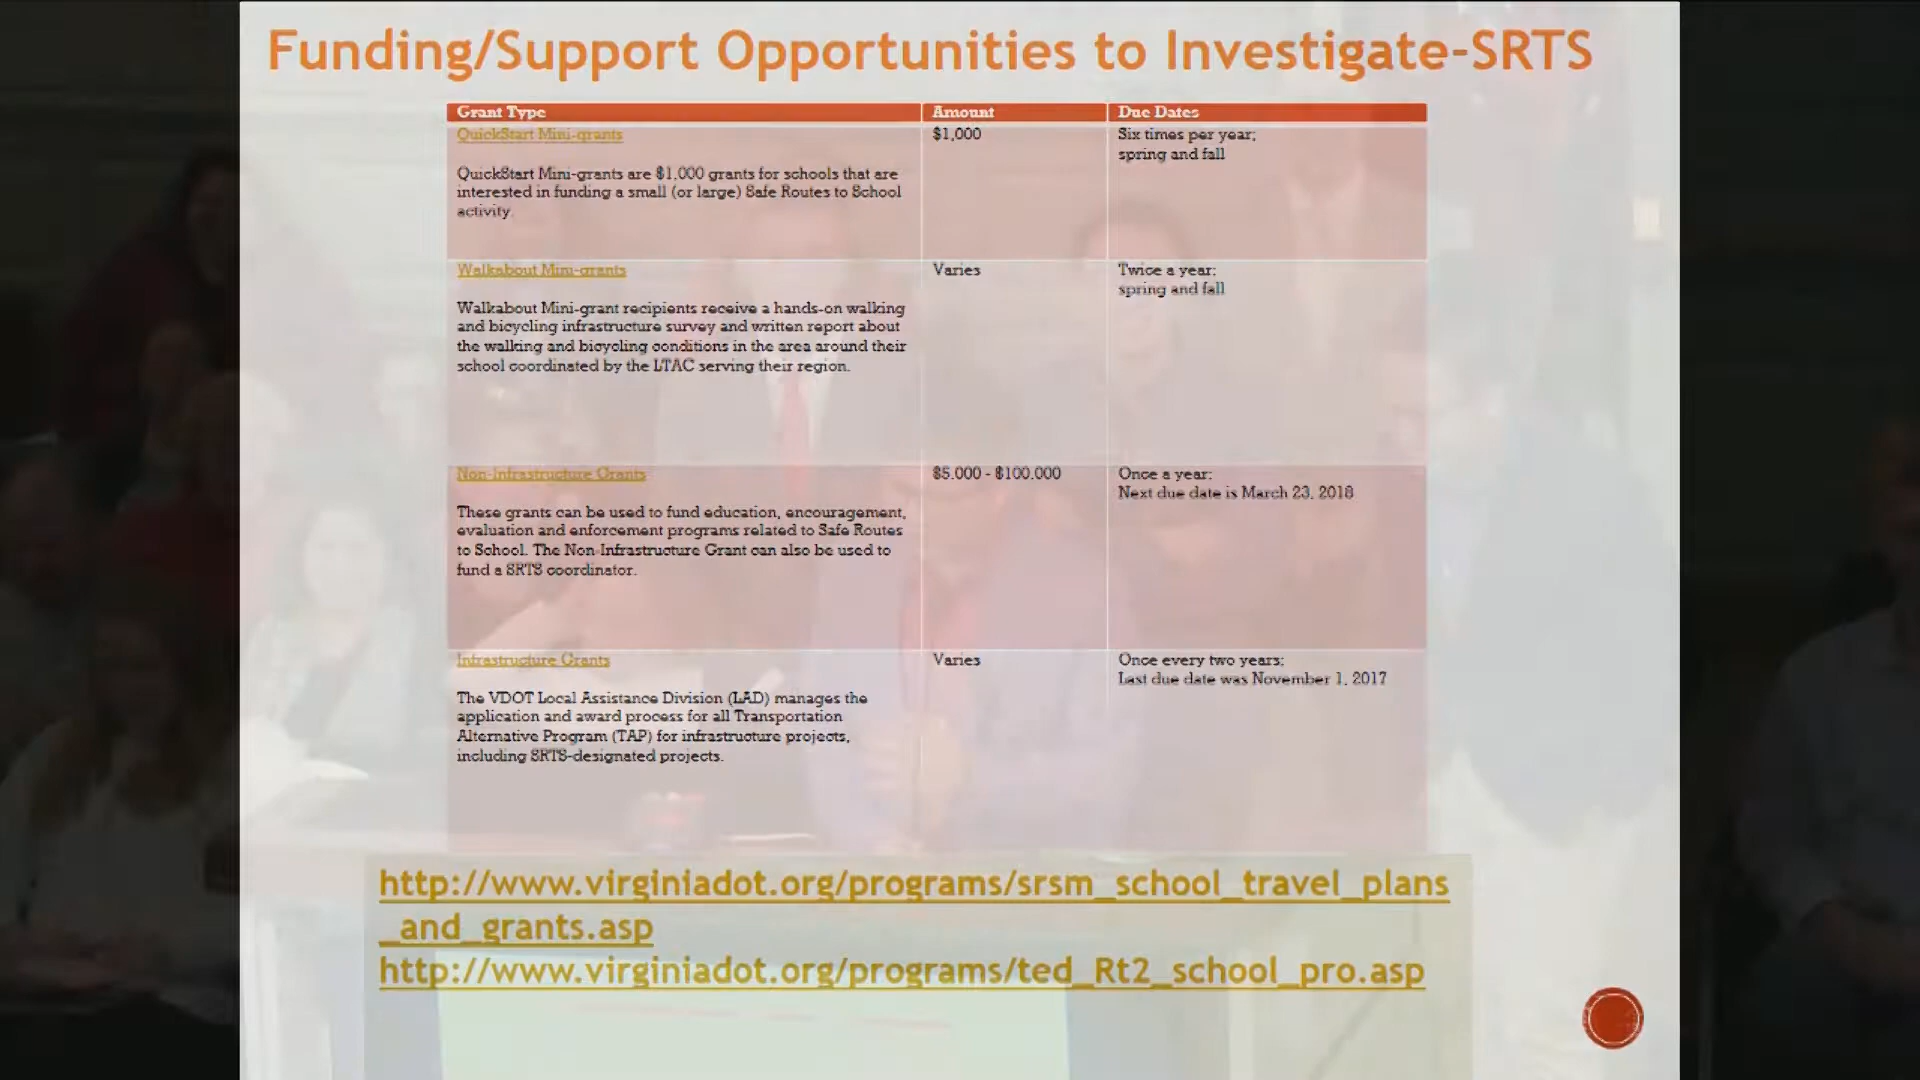 Funding/Support Opportunities to Investigate-SRTS
Grant Type
Amount
Due Dates
QuickStart Mini-grants
$1,000
Six times per year;
spring and fall
QuickStart Mini-grants are $1,000 grants for schools that are
interested in funding a small (or large) Safe Routes to School
activity.
Walkabout Mini-grants
Varies
Twice a year;
spring and fall
Walkabout Mini-grant recipients receive a hands-on walking
and bicycling infrastructure survey and written report about
the walking and bicycling conditions in the area around their
school coordinated by the LTAC serving their region.
Non-Infrastructure Grants
$5,000 - $100,000
Once a year;
Next due date is March 23, 2018
These grants can be used to fund education, encouragement,
evaluation and enforcement programs related to Safe Routes
to School. The Non-Infrastructure Grant can also be used to
fund a SRTS coordinator.
Infrastructure Grants
Varies
Once every two years;
Last due date was November 1, 2017
The VDOT Local Assistance Division (LAD) manages the
application and award process for all Transportation
Alternative Program (TAP) for infrastructure projects,
including SRTS-designated projects.
http://www.virginiadot.org/programs/srsm_school_travel_plans
_and_grants.asp
http://www.virginiadot.org/programs/ted_Rt2_school_pro.asp